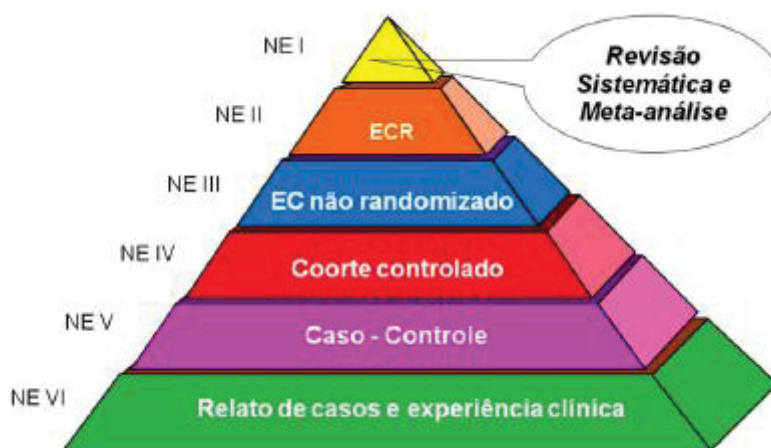 NE I
Revisão
Sistemática e
Meta-análise
NE II
ECR
NE III
EC não randomizado
NE IV
Coorte controlado
NE V
Caso - Controle
NE VI
Relato de casos e experiência clínica